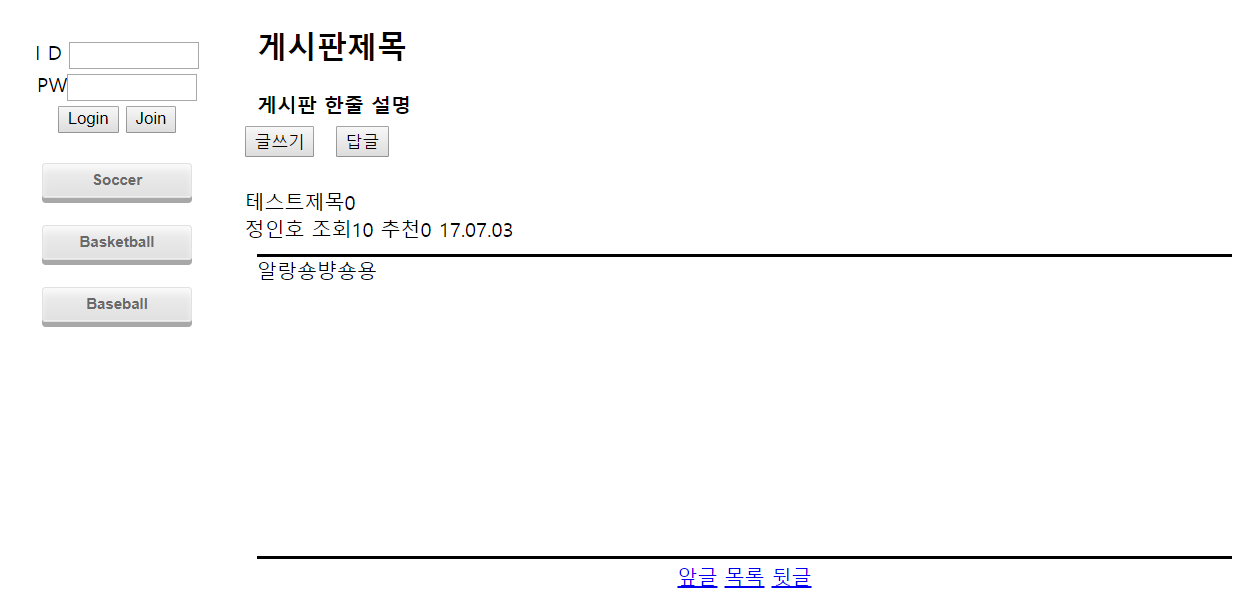 I D
PW
Login Join
Soccer
Basketball
Baseball
게시판제목
게시판 한줄 설명
글쓰기 답글
테스트제목0
정인호 조회10 추천0 17.07.03
알랑숑뱡숑용
앞글 목록 뒷글